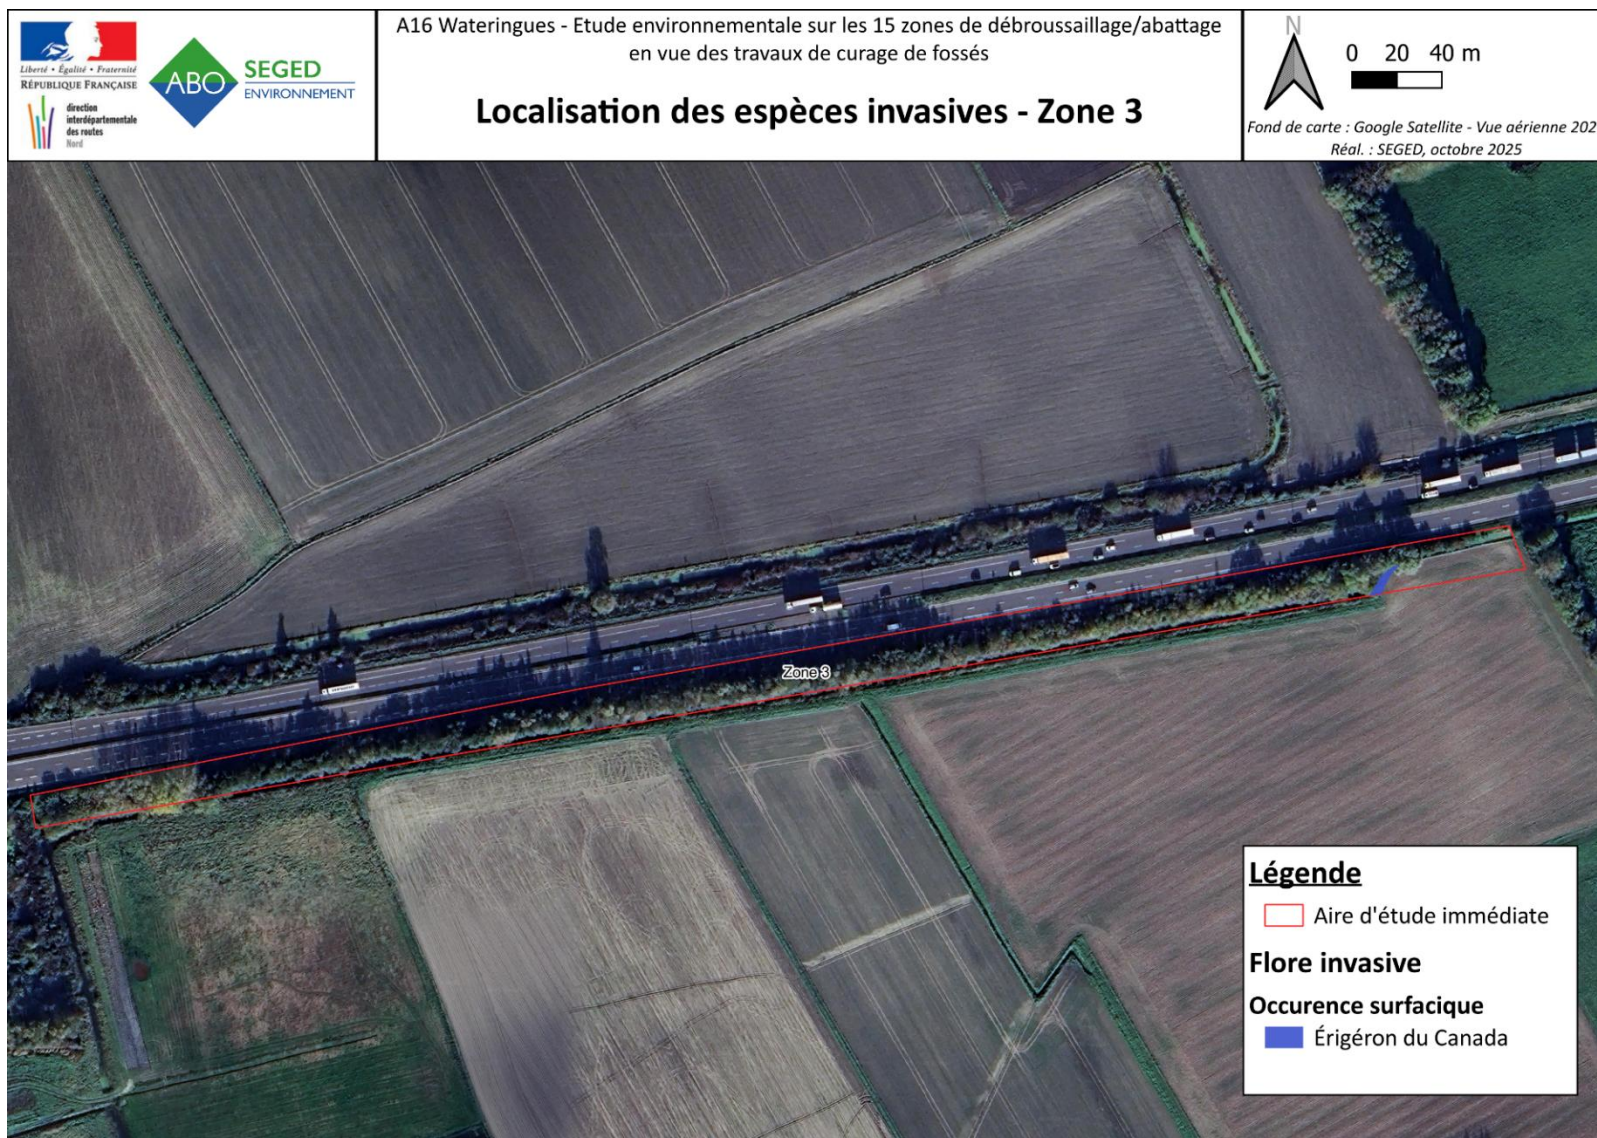 Liberté • Égalité • Fraternité
RÉPUBLIQUE FRANÇAISE
direction
interdépartementale
des routes
Nord
ABO
SEGED
ENVIRONNEMENT
A16 Wateringues - Etude environnementale sur les 15 zones de débroussaillage/abattage
en vue des travaux de curage de fossés
Localisation des espèces invasives - Zone 3
N
0 20 40 m
Fond de carte : Google Satellite - Vue aérienne 202
Réal. : SEGED, octobre 2025
Zone 3
Légende
Aire d'étude immédiate
Flore invasive
Occurence surfacique
Érigéron du Canada